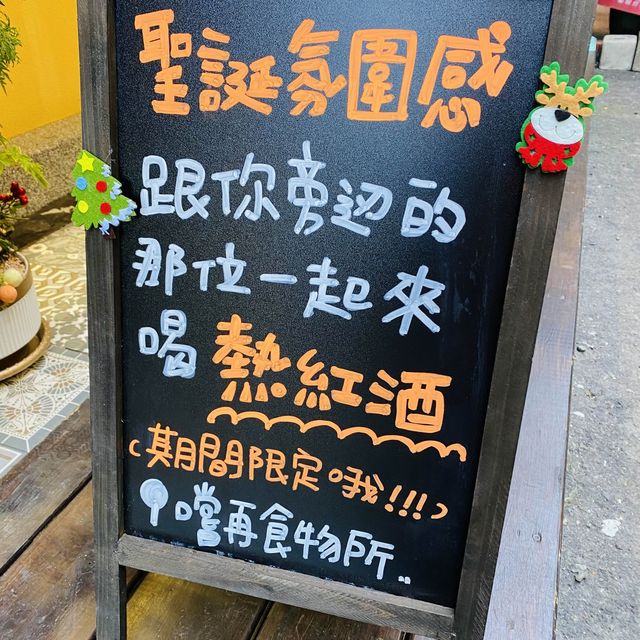 聖誕氛圍感
跟你旁边的
那位一起來
喝熱紅酒
(期間限定哦!!!)
嚐再食物所..